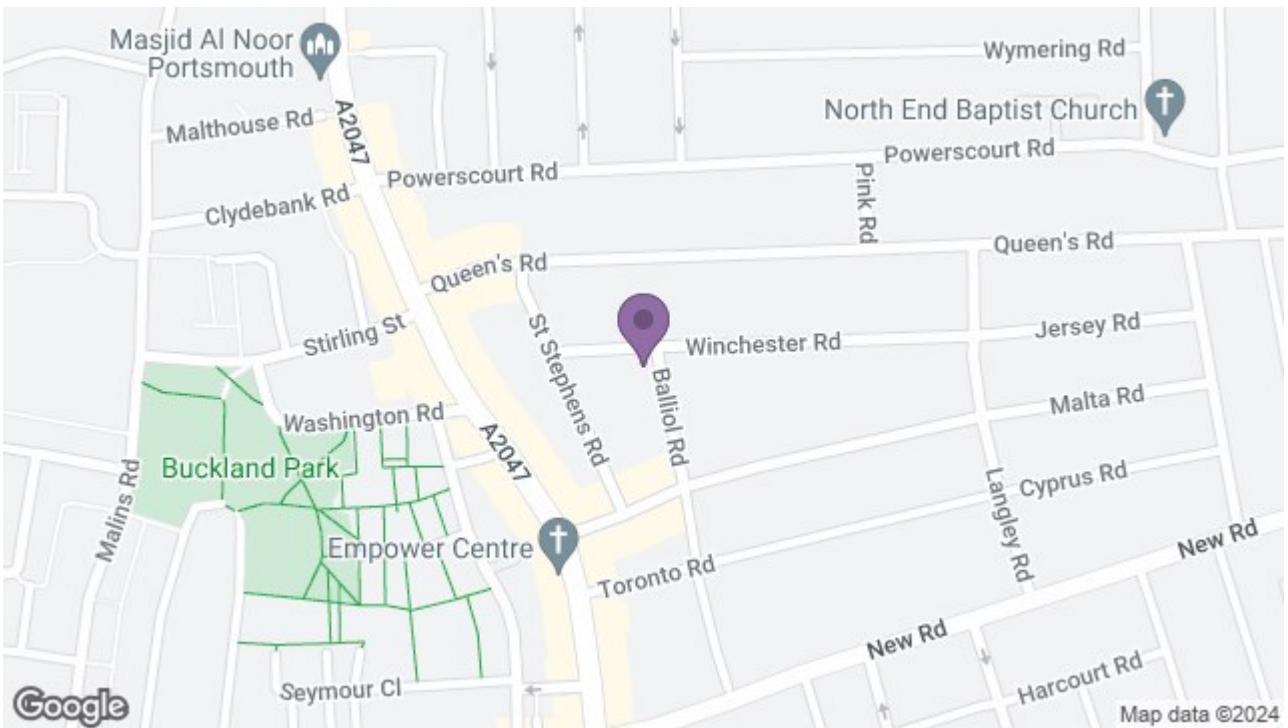 Masjid Al Noor
Portsmouth
Wymering Rd
North End Baptist Church
Malthouse Rd
A2047
Powerscourt Rd
Powerscourt Rd
Clydebank Rd
Pink Rd
Queen's Rd
Queen's Rd
Stirling St
St Stephens Rd
Winchester Rd
Jersey Rd
Balliol Rd
Washington Rd
Malta Rd
A2047
Buckland Park
Malins Rd
Langley Rd
Cyprus Rd
Empower Centre
Toronto Rd
New Rd
New Rd
Seymour Cl
Harcourt Rd
Google
Map data ©2024